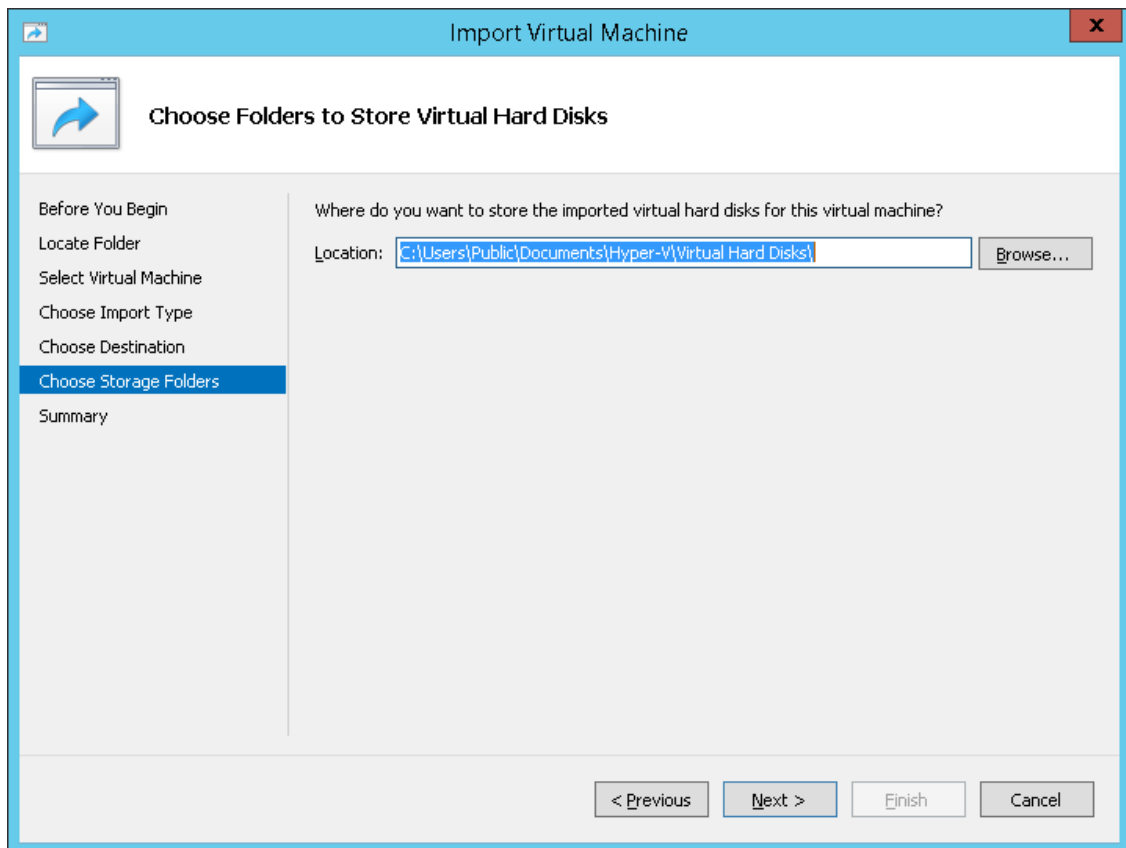 Import Virtual Machine
x
Choose Folders to Store Virtual Hard Disks
Before You Begin
Locate Folder
Select Virtual Machine
Choose Import Type
Choose Destination
Choose Storage Folders
Summary
Where do you want to store the imported virtual hard disks for this virtual machine?
Location: C:\Users\Public\Documents\Hyper-V\Virtual Hard Disks\ Browse...
< Previous Next > Finish Cancel